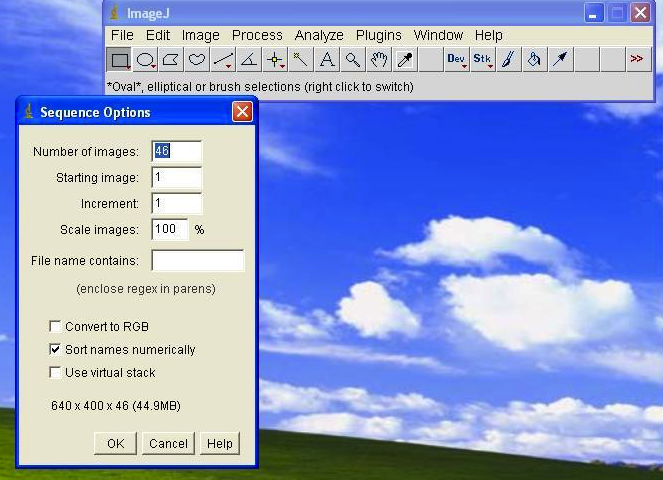 ImageJ
File Edit Image Process Analyze Plugins Window Help
A Dev Stk >>
*Oval*, elliptical or brush selections (right click to switch)
Sequence Options
Number of images: 46
Starting image: 1
Increment: 1
Scale images: 100 %
File name contains:
(enclose regex in parens)
Convert to RGB
Sort names numerically
Use virtual stack
640 x 400 x 46 (44.9MB)
OK Cancel Help